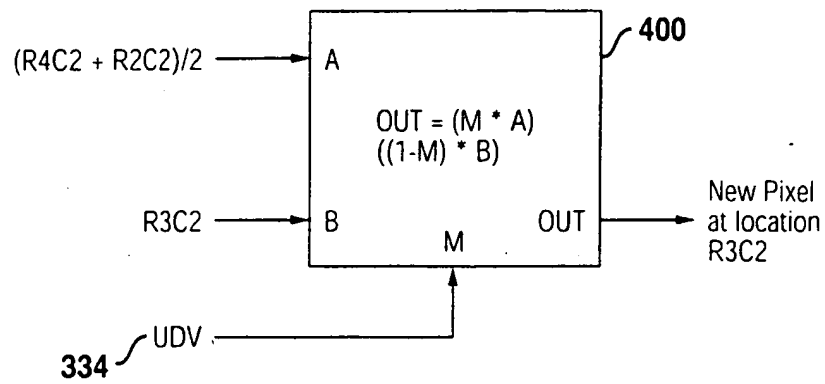 400
(R4C2 + R2C2)/2
A
OUT = (M * A)
((1-M) * B)
R3C2
B
M
OUT
New Pixel
at location
R3C2
334
UDV